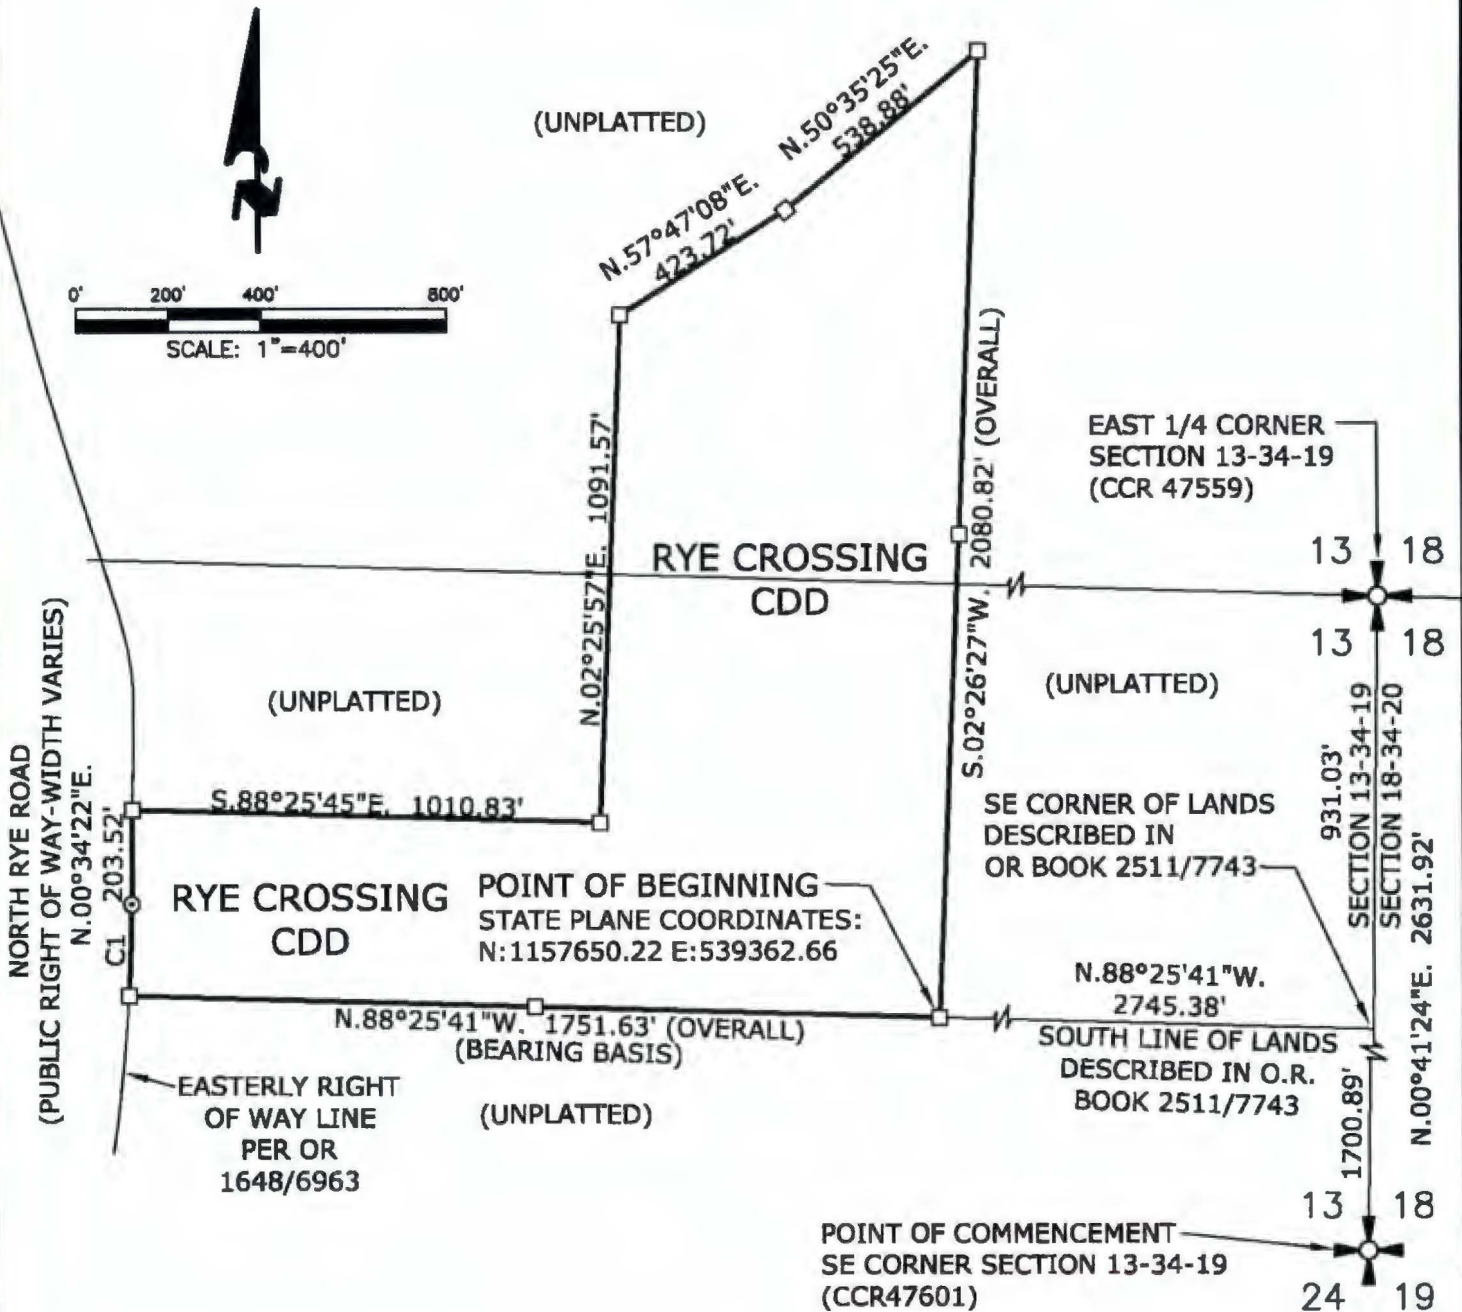 N
0' 200' 400' 800'
SCALE: 1"=400'
(UNPLATTED)
N.50°35'25"E.
538.88'
N.57°47'08"E.
423.72'
N.02°25'57"E. 1091.57'
S.02°26'27"W. 2080.82' (OVERALL)
EAST 1/4 CORNER
SECTION 13-34-19
(CCR 47559)
13 18
RYE CROSSING
CDD
13 18
(UNPLATTED)
(UNPLATTED)
NORTH RYE ROAD
(PUBLIC RIGHT OF WAY-WIDTH VARIES)
N.00°34'22"E.
203.52'
C1
S.88°25'45"E. 1010.83'
RYE CROSSING
CDD
POINT OF BEGINNING
STATE PLANE COORDINATES:
N:1157650.22 E:539362.66
SE CORNER OF LANDS
DESCRIBED IN
OR BOOK 2511/7743
931.03'
SECTION 13-34-19
SECTION 18-34-20
N.00°41'24"E. 2631.92'
N.88°25'41"W.
2745.38'
SOUTH LINE OF LANDS
DESCRIBED IN O.R.
BOOK 2511/7743
N.88°25'41"W. 1751.63' (OVERALL)
(BEARING BASIS)
EASTERLY RIGHT
OF WAY LINE
PER OR
1648/6963
(UNPLATTED)
1700.89'
13 18
POINT OF COMMENCEMENT
SE CORNER SECTION 13-34-19
(CCR47601)
24 19